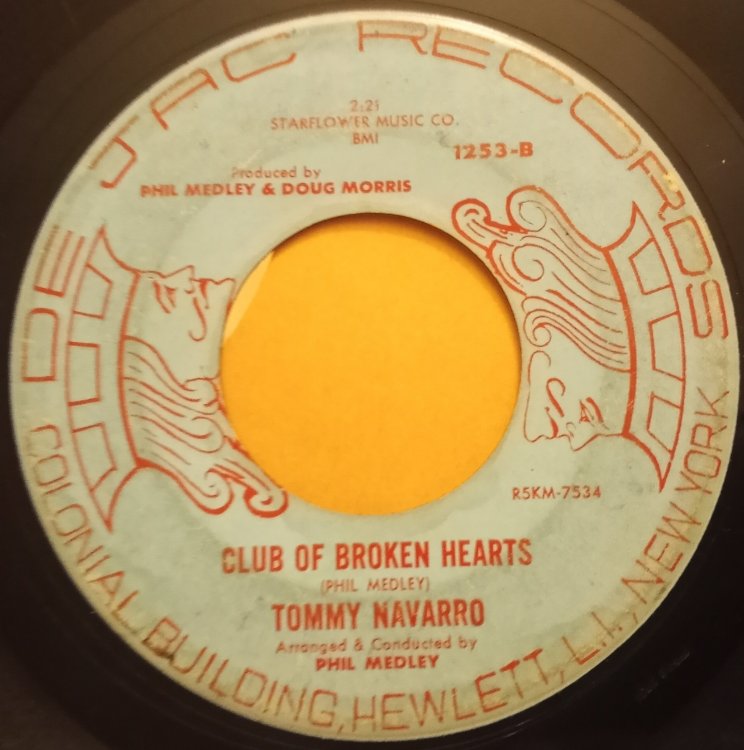 DE JAC RECORDS
2:21
STARFLOWER MUSIC CO.
BMI
1253-B
Produced by
PHIL MEDLEY & DOUG MORRIS
R5KM-7534
CLUB OF BROKEN HEARTS
(PHIL MEDLEY)
TOMMY NAVARRO
Arranged & Conducted by
PHIL MEDLEY
COLONIAL BUILDING, HEWLETT, L.I., NEW YORK